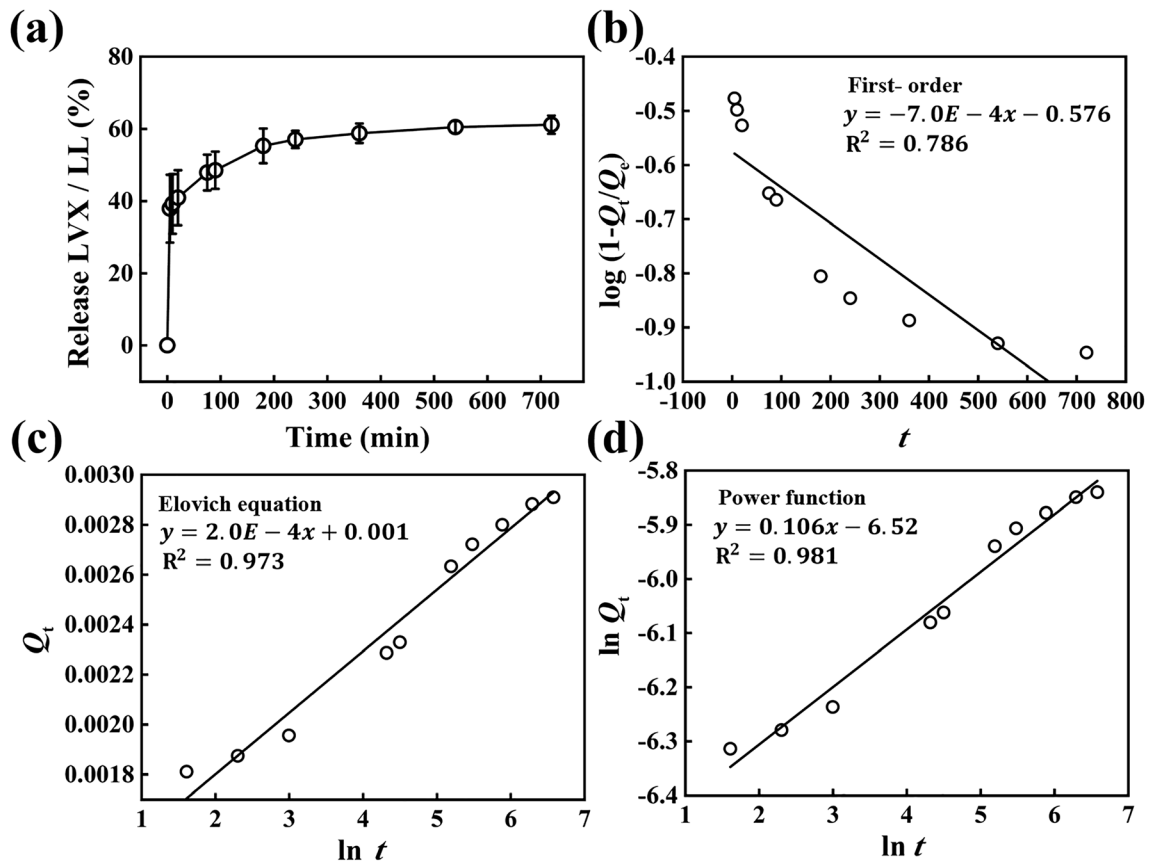 (a)
80
60
40
20
0
Release LVX / LL (%)
0 100 200 300 400 500 600 700
Time (min)
(b)
-0.4
-0.5
-0.6
-0.7
-0.8
-0.9
-1.0
log (1-Qt/Qe)
First- order
y = −7.0E − 4x − 0.576
R² = 0.786
-100 0 100 200 300 400 500 600 700 800
t
(c)
0.0030
0.0028
0.0026
0.0024
0.0022
0.0020
0.0018
Qt
Elovich equation
y = 2.0E − 4x + 0.001
R² = 0.973
1 2 3 4 5 6 7
ln t
(d)
-5.8
-5.9
-6.0
-6.1
-6.2
-6.3
-6.4
ln Qt
Power function
y = 0.106x − 6.52
R² = 0.981
1 2 3 4 5 6 7
ln t